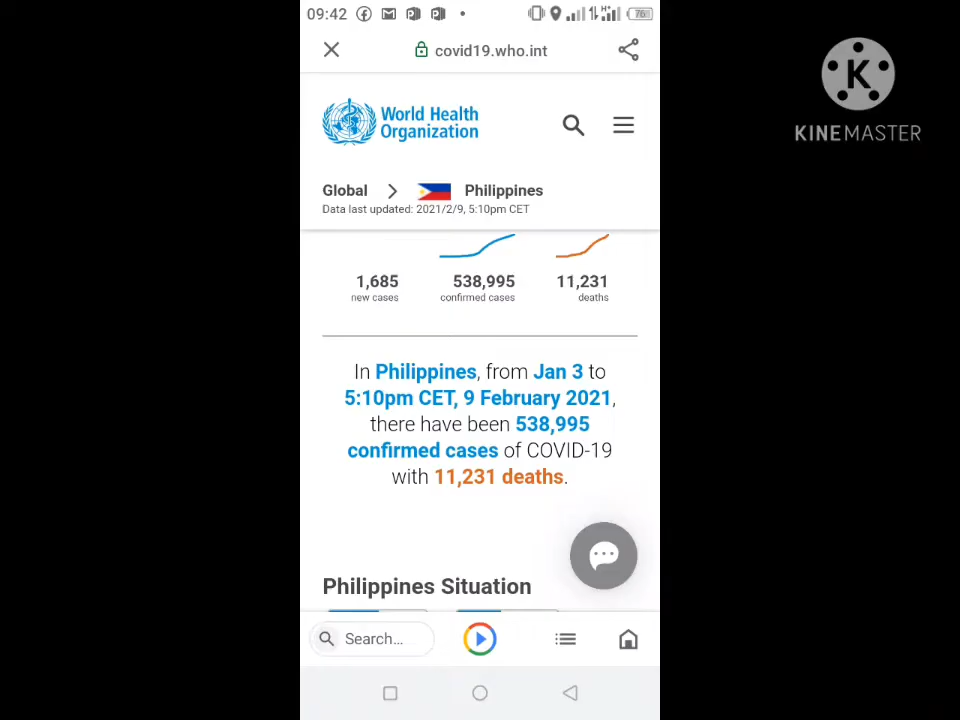 09:42
76
covid19.who.int
K
KINEMASTER
World Health
Organization
Global > Philippines
Data last updated: 2021/2/9, 5:10pm CET
1,685 538,995 11,231
new cases confirmed cases deaths
In Philippines, from Jan 3 to
5:10pm CET, 9 February 2021,
there have been 538,995
confirmed cases of COVID-19
with 11,231 deaths.
Philippines Situation
Search...